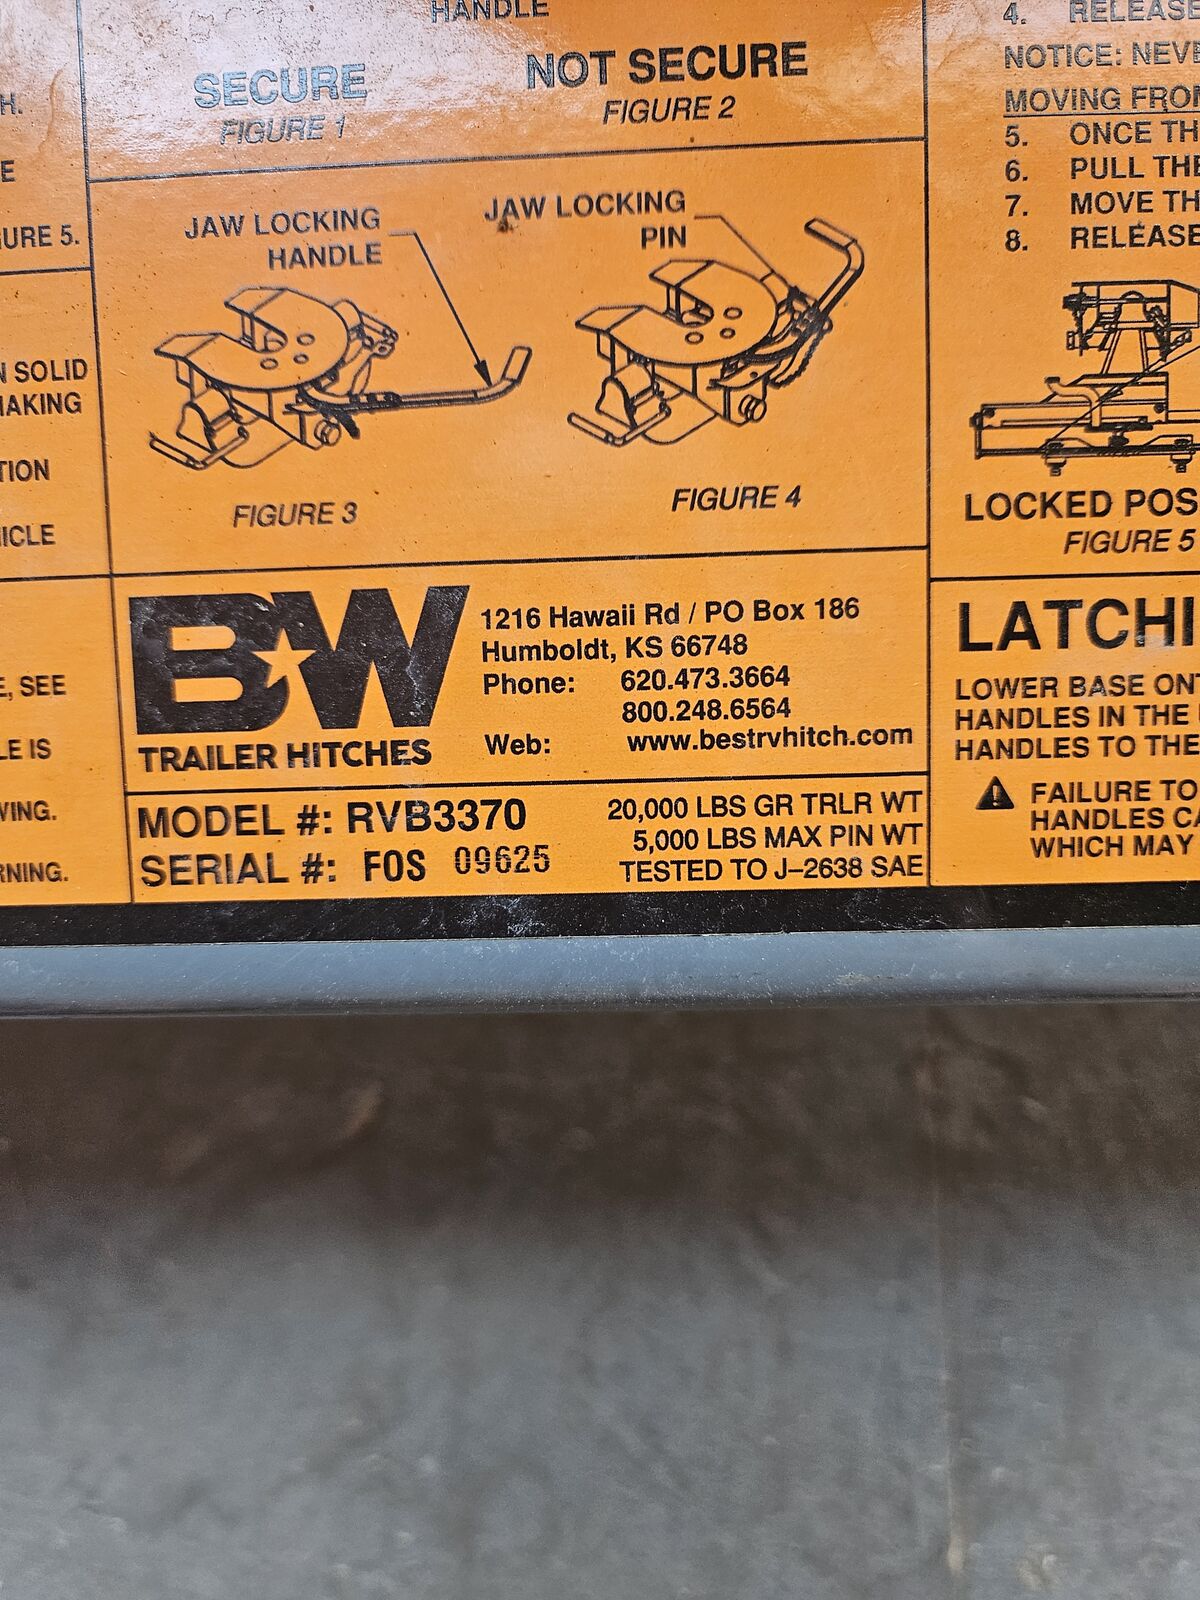 HANDLE
SECURE
FIGURE 1
NOT SECURE
FIGURE 2
H.
E
URE 5.
SOLID
AKING
TION
ICLE
E, SEE
LE IS
VING.
RNING.
JAW LOCKING
HANDLE
JAW LOCKING
PIN
FIGURE 3
FIGURE 4
B W
TRAILER HITCHES
1216 Hawaii Rd / PO Box 186
Humboldt, KS 66748
Phone: 620.473.3664
800.248.6564
Web: www.bestrvhitch.com
MODEL #: RVB3370
SERIAL #: F0S 09625
20,000 LBS GR TRLR WT
5,000 LBS MAX PIN WT
TESTED TO J-2638 SAE
4. RELEASE
NOTICE: NEVE
MOVING FROM
5. ONCE TH
6. PULL THE
7. MOVE TH
8. RELEASE
LOCKED POS
FIGURE 5
LATCHI
LOWER BASE ONT
HANDLES IN THE
HANDLES TO THE
FAILURE TO
HANDLES CA
WHICH MAY